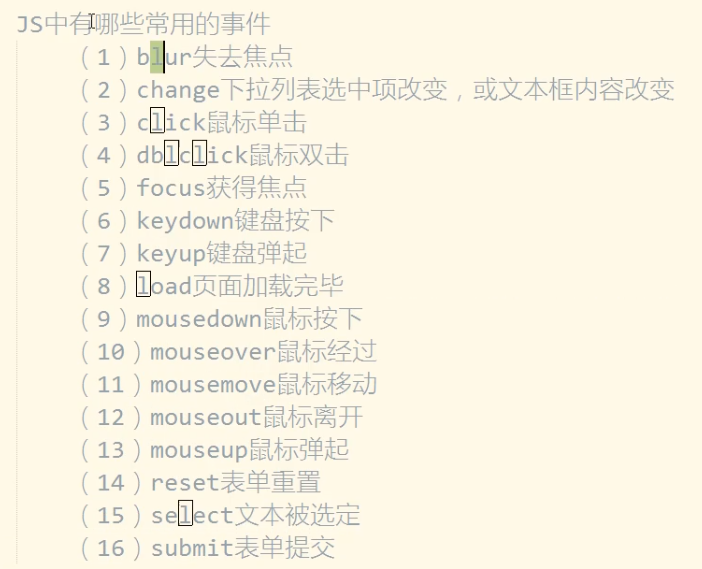 JS中有哪些常用的事件
（1）blur失去焦点
（2）change下拉列表选中项改变，或文本框内容改变
（3）click鼠标单击
（4）dblclick鼠标双击
（5）focus获得焦点
（6）keydown键盘按下
（7）keyup键盘弹起
（8）load页面加载完毕
（9）mousedown鼠标按下
（10）mouseover鼠标经过
（11）mousemove鼠标移动
（12）mouseout鼠标离开
（13）mouseup鼠标弹起
（14）reset表单重置
（15）select文本被选定
（16）submit表单提交